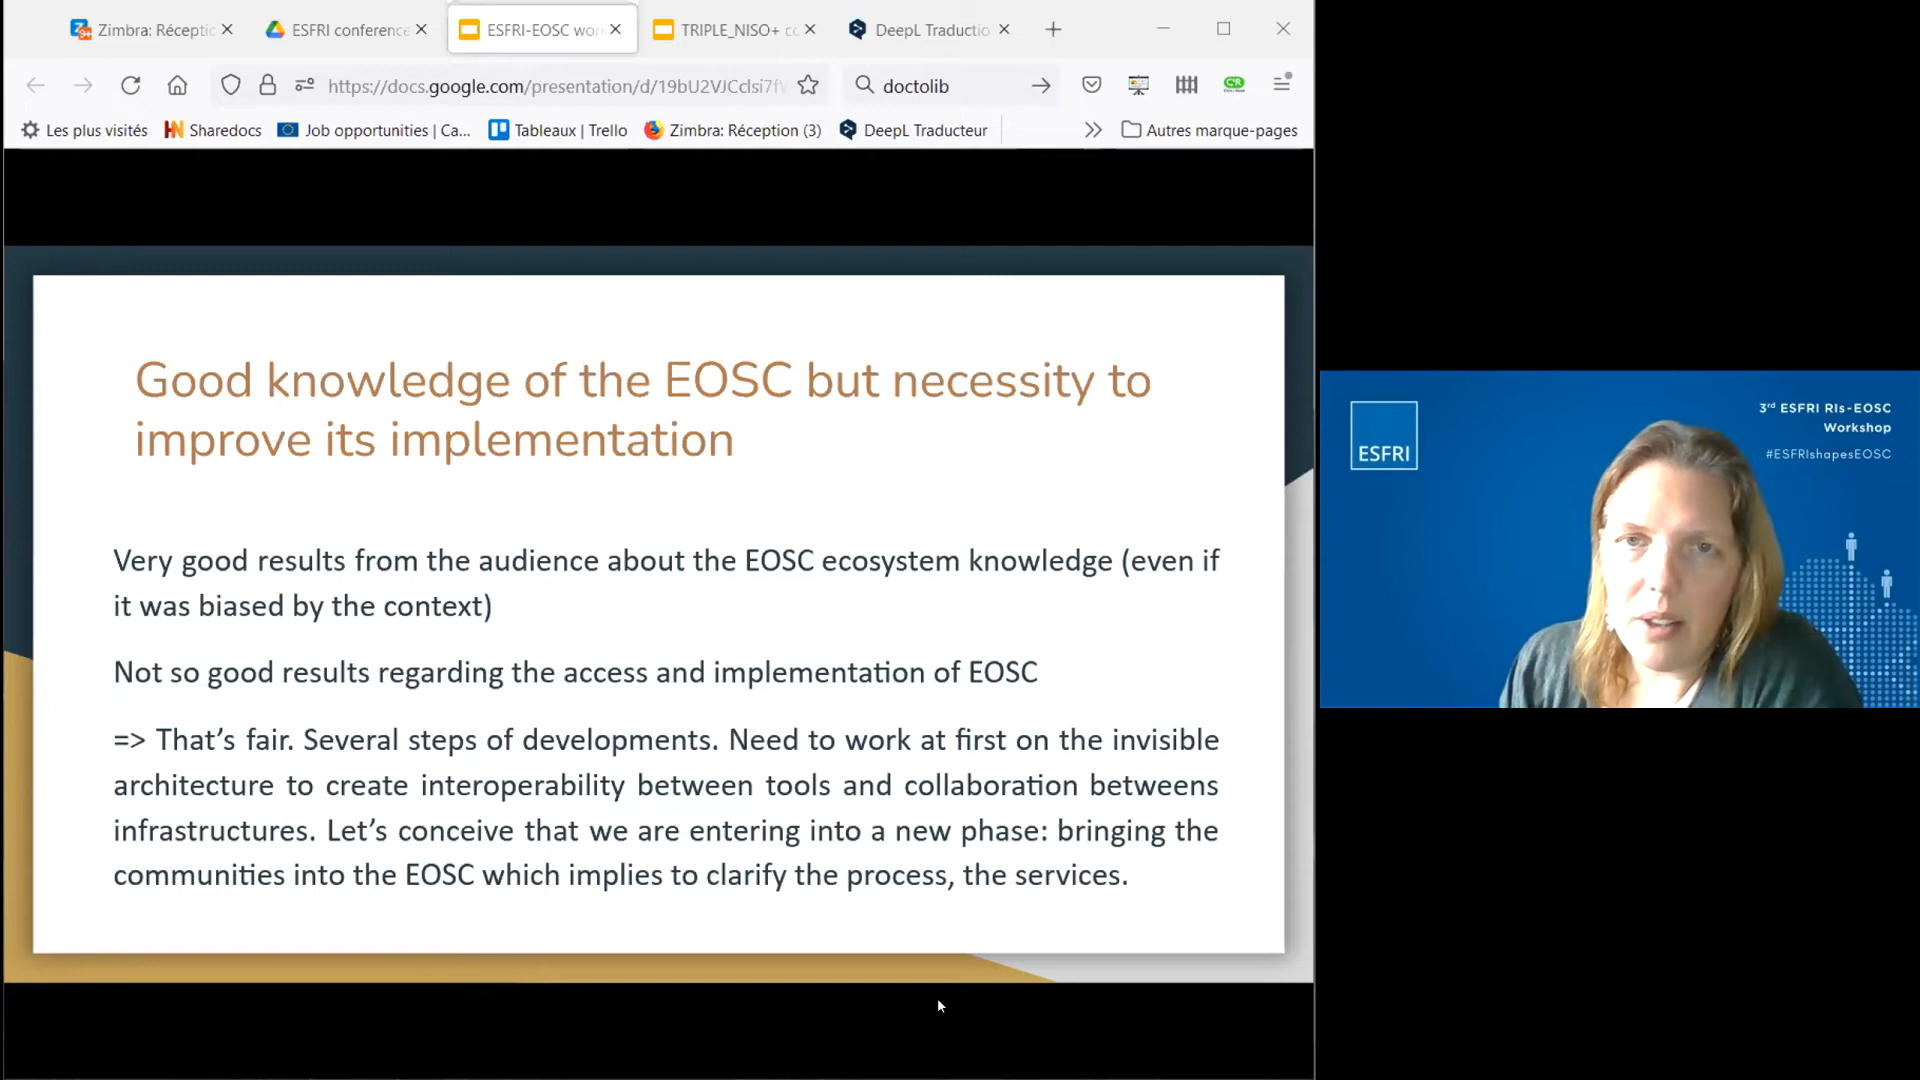 Zimbra: Réceptic
ESFRI conference
ESFRI-EOSC wor
TRIPLE_NISO+ co
DeepL Traductio
https://docs.google.com/presentation/d/19bU2VJCclsi7f
doctolib
Les plus visités
Sharedocs
Job opportunities | Ca...
Tableaux | Trello
Zimbra: Réception (3)
DeepL Traducteur
Autres marque-pages
Good knowledge of the EOSC but necessity to
improve its implementation
Very good results from the audience about the EOSC ecosystem knowledge (even if
it was biased by the context)
Not so good results regarding the access and implementation of EOSC
=> That's fair. Several steps of developments. Need to work at first on the invisible
architecture to create interoperability between tools and collaboration betweens
infrastructures. Let's conceive that we are entering into a new phase: bringing the
communities into the EOSC which implies to clarify the process, the services.
ESFRI
3rd ESFRI RIs-EOSC
Workshop
#ESFRIshapesEOSC